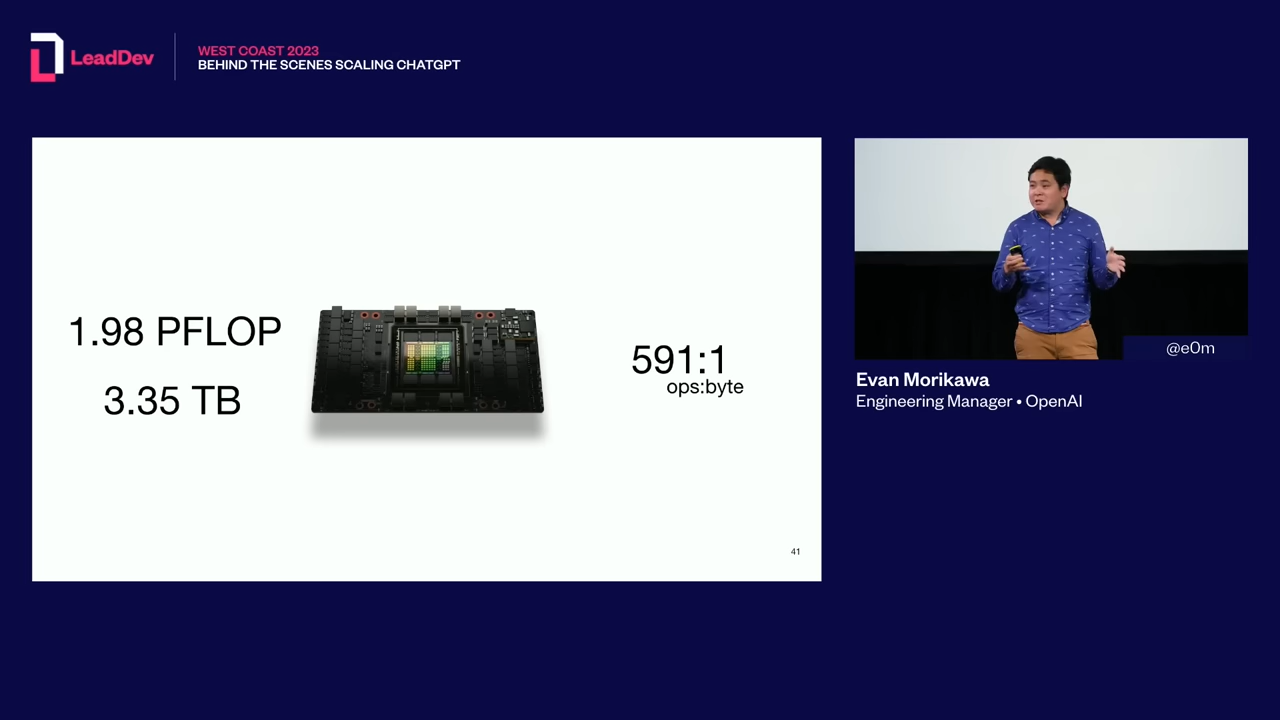 LeadDev
WEST COAST 2023
BEHIND THE SCENES SCALING CHATGPT
1.98 PFLOP
3.35 TB
591:1
ops:byte
41
@e0m
Evan Morikawa
Engineering Manager • OpenAI